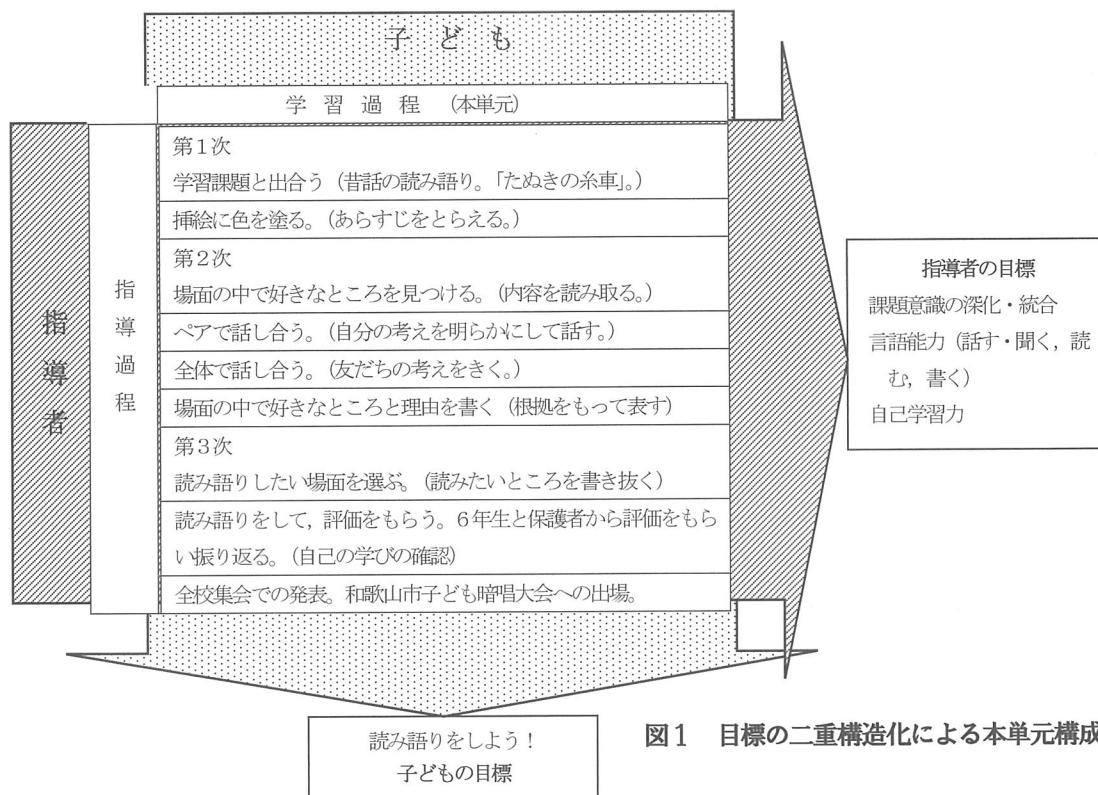 子ども
学習過程 (本単元)
指導者
指導過程
第1次
学習課題と出合う (昔話の読み語り。「たぬきの糸車」。)
挿絵に色を塗る。(あらすじをとらえる。)
第2次
場面の中で好きなところを見つける。(内容を読み取る。)
ペアで話し合う。(自分の考えを明らかにして話す。)
全体で話し合う。(友だちの考えをきく。)
場面の中で好きなところと理由を書く (根拠をもって表す)
第3次
読み語りしたい場面を選ぶ。(読みたいところを書き抜く)
読み語りをして,評価をもらう。6年生と保護者から評価をもら
い振り返る。(自己の学びの確認)
全校集会での発表。和歌山市子ども暗唱大会への出場。
指導者の目標
課題意識の深化・統合
言語能力 (話す・聞く,読
む,書く)
自己学習力
読み語りをしよう!
子どもの目標
図1 目標の二重構造化による本単元構成